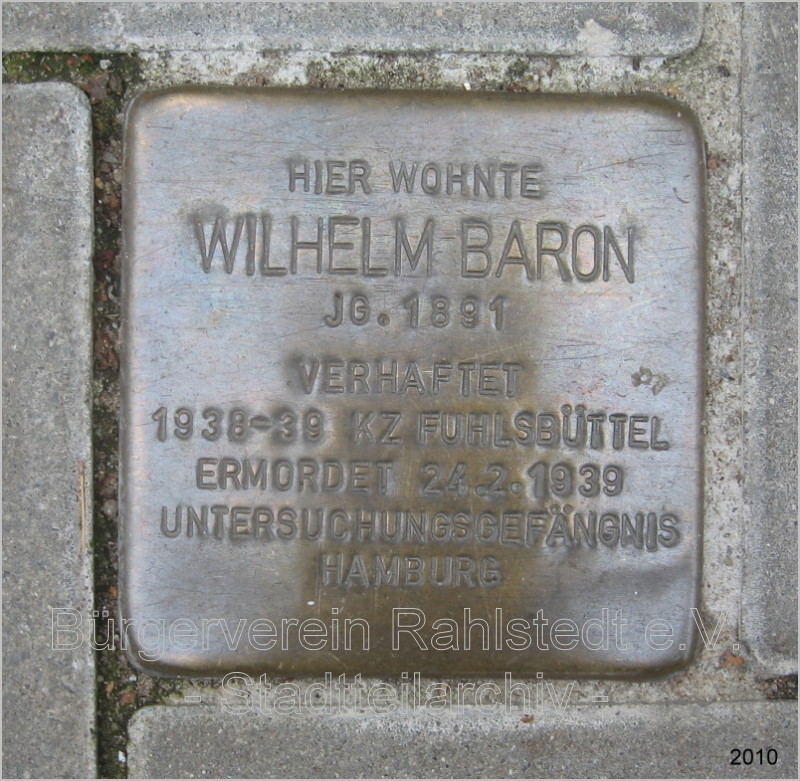 HIER WOHNTE
WILHELM BARON
JG. 1891
VERHAFTET
1938-39 KZ FUHLSBÜTTEL
ERMORDET 24.2.1939
UNTERSUCHUNGSGEFÄNGNIS
HAMBURG
Bürgerverein Rahlstedt e.V.
- Stadtteilarchiv -
2010